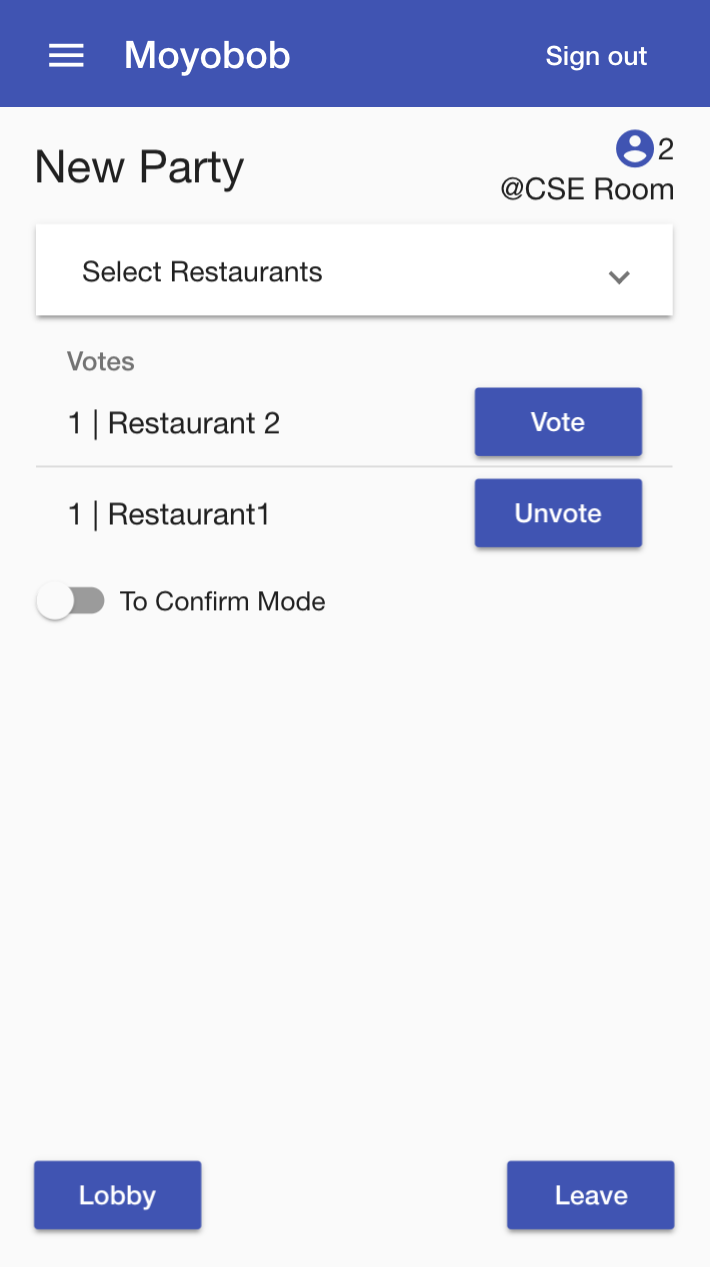 Moyobob
Sign out
New Party
2
@CSE Room
Select Restaurants
Votes
1 | Restaurant 2
Vote
1 | Restaurant1
Unvote
To Confirm Mode
Lobby
Leave